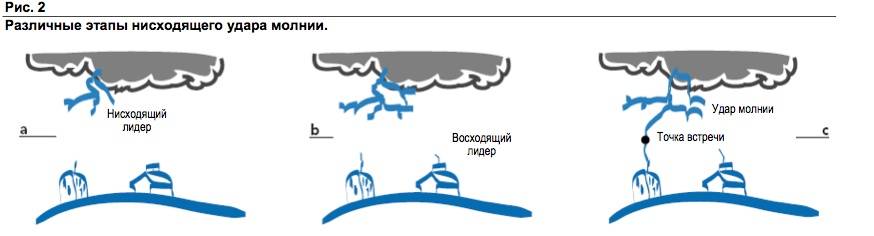 Рис. 2
Различные этапы нисходящего удара молнии.
Нисходящий
лидер
a
b
Восходящий
лидер
Удар молнии
Точка встречи
c